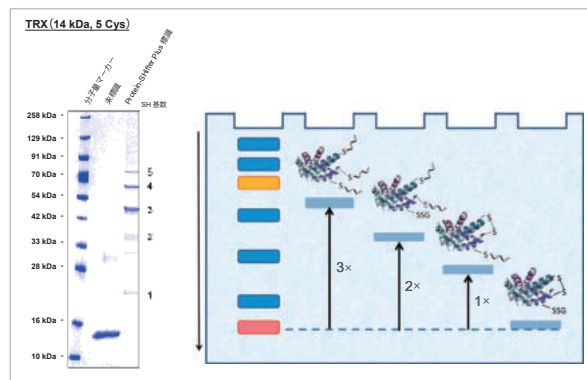 TRX（14 kDa, 5 Cys）
分子量マーカー
未標識
Protein-SHifter Plus 標識
SH 基数
258 kDa -
129 kDa -
91 kDa -
70 kDa -
54 kDa -
42 kDa -
33 kDa -
28 kDa -
16 kDa -
10 kDa -
5
4
3
2
1
S
S
S
3×
S
S
SSG
2×
S
S
S
1×
S
S
SSG